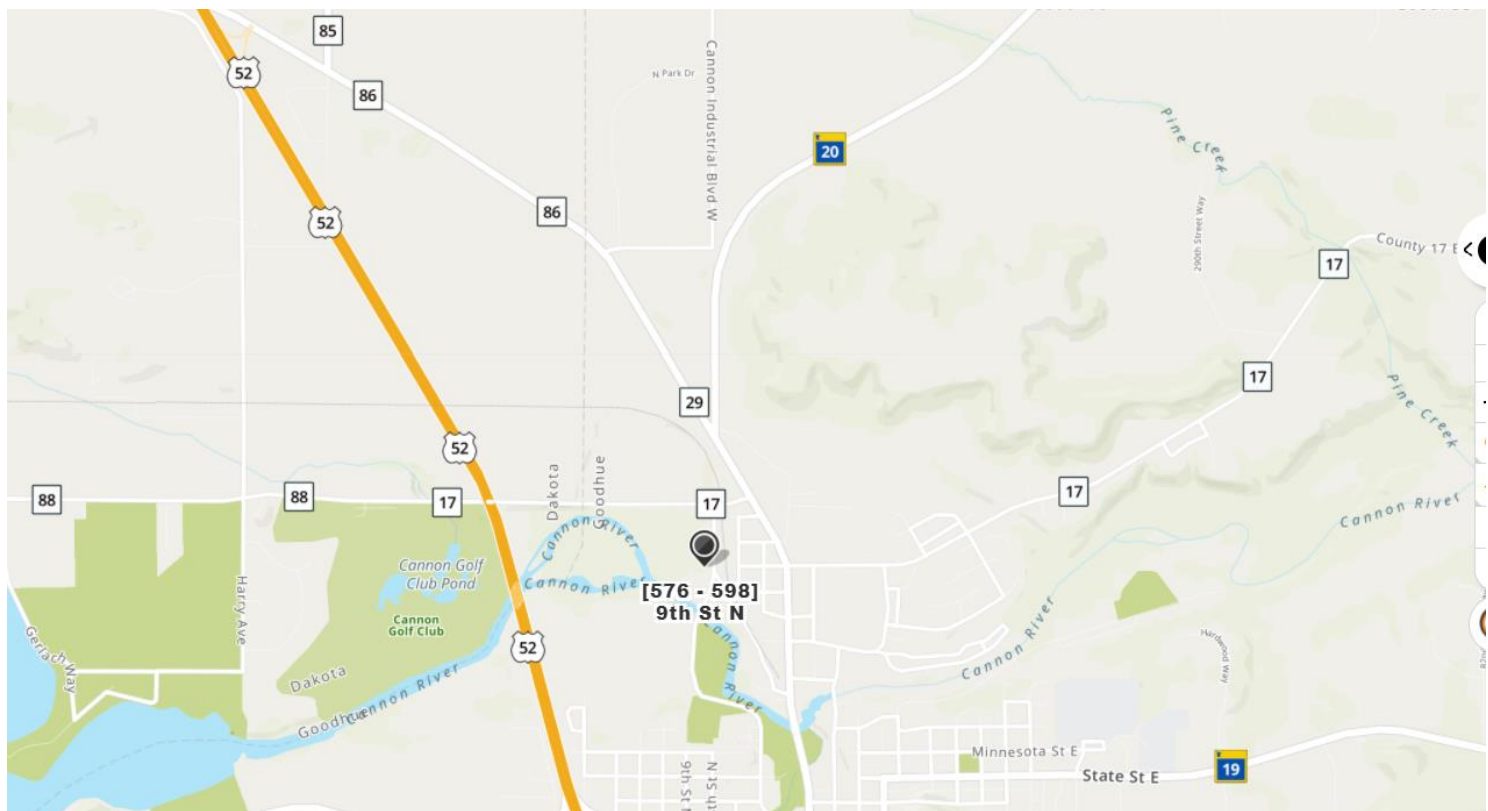 85
52
86
N Park Dr
Cannon Industrial Blvd W
20
Pine Creek
52
86
290th Street Way
County 17 E
17
29
17
Pine Creek
52
Dakota
Goodhue
88
88
17
17
17
Cannon River
Cannon River
Cannon Golf
Club Pond
Cannon River
[576 - 598]
9th St N
Harry Ave
Cannon
Golf Club
Cannon River
Cannon River
Hardwood Way
Gerlach Way
52
Dakota
Goodhue
Cannon River
Minnesota St E
State St E
19
9th St N
N 5th St